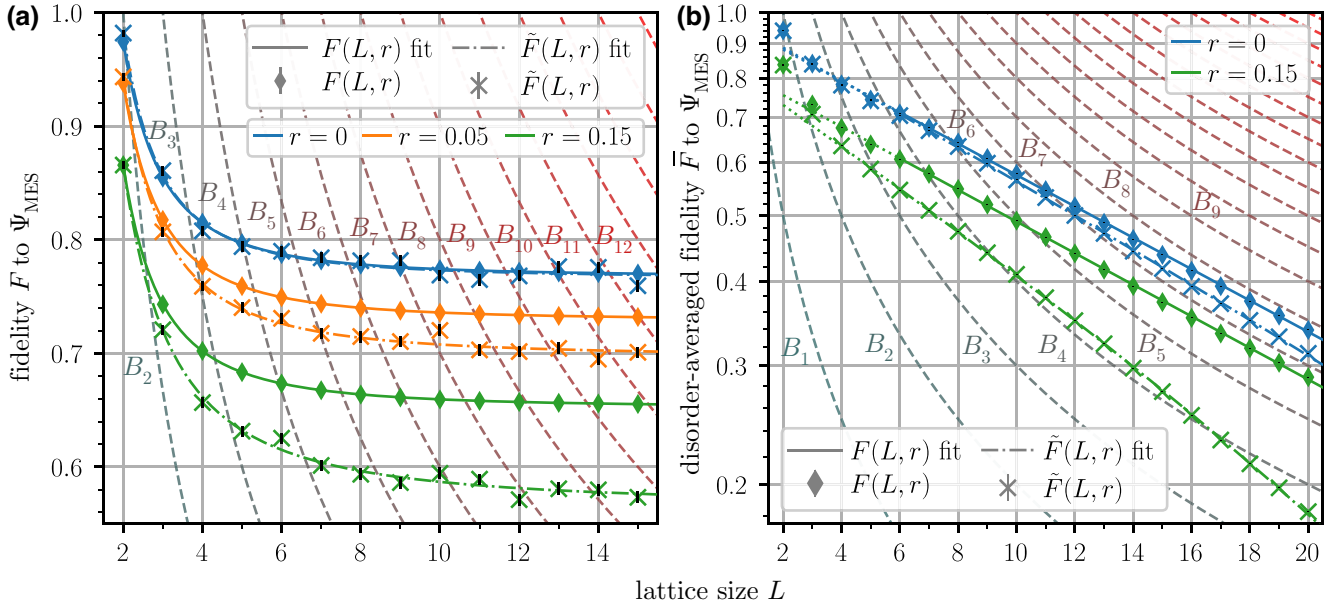 (a)
fidelity F to Ψ_MES
1.0
0.9
0.8
0.7
0.6
F(L, r) fit
F̃(L, r) fit
F(L, r)
F̃(L, r)
r = 0
r = 0.05
r = 0.15
B_2
B_3
B_4
B_5
B_6
B_7
B_8
B_9
B_10
B_11
B_12
2 4 6 8 10 12 14
(b)
disorder-averaged fidelity F̅ to Ψ_MES
1.0
0.9
0.8
0.7
0.6
0.5
0.4
0.3
0.2
r = 0
r = 0.15
B_6
B_7
B_8
B_9
B_1
B_2
B_3
B_4
B_5
F(L, r) fit
F̃(L, r) fit
F(L, r)
F̃(L, r)
2 4 6 8 10 12 14 16 18 20
lattice size L